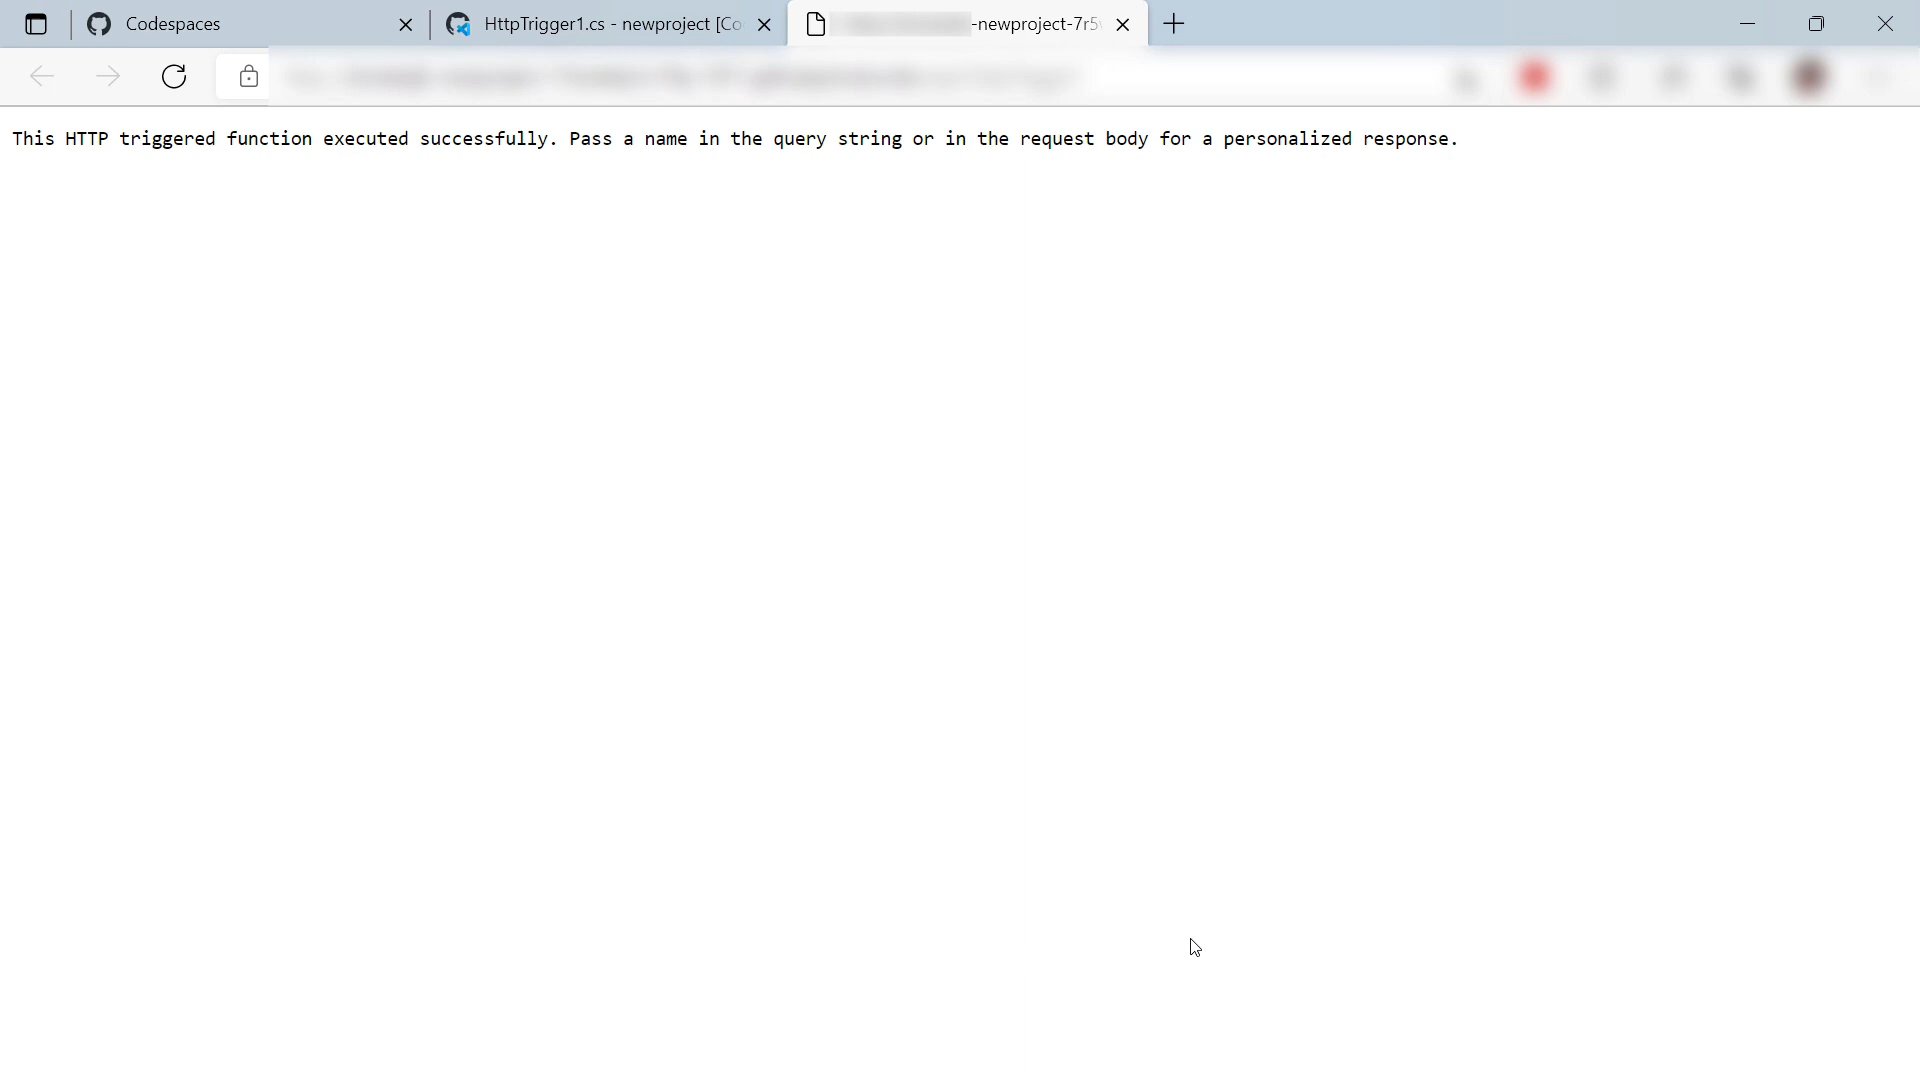 Codespaces
HttpTrigger1.cs - newproject [Co
-newproject-7r5
This HTTP triggered function executed successfully. Pass a name in the query string or in the request body for a personalized response.